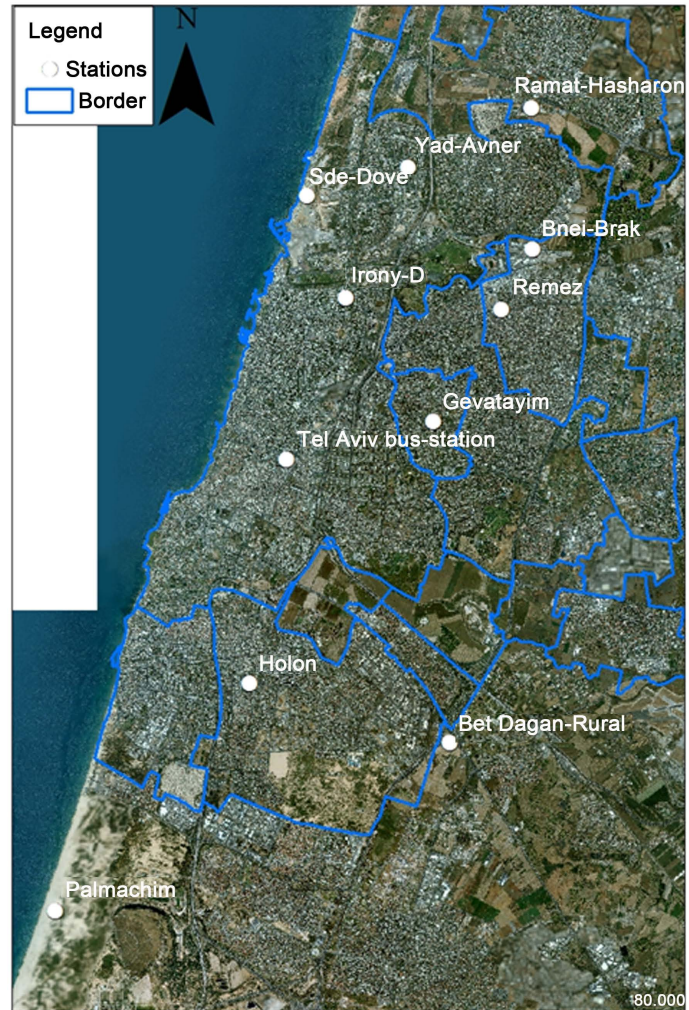 N
Legend
Stations
Border
Ramat-Hasharon
Yad-Avner
Sde-Dove
Bnei-Brak
Irony-D
Remez
Gevatayim
Tel Aviv bus-station
Holon
Bet Dagan-Rural
Palmachim
80.000